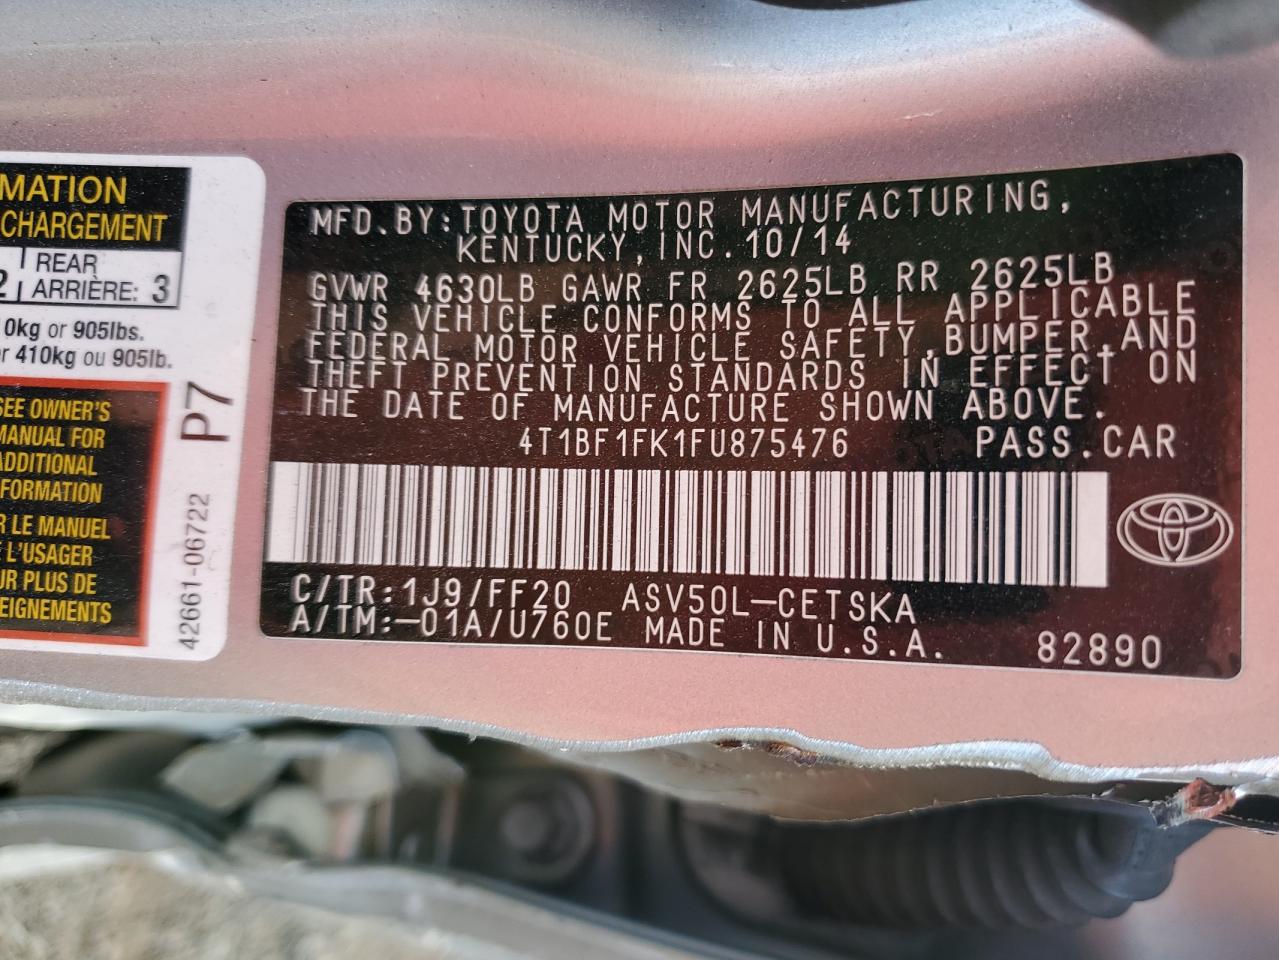 MATION
CHARGEMENT
2 REAR
ARRIÈRE: 3
0kg or 905lbs.
r 410kg ou 905lb.
SEE OWNER'S
MANUAL FOR
ADDITIONAL
FORMATION
R LE MANUEL
L'USAGER
UR PLUS DE
EIGNEMENTS
P7
42661-06722
MFD.BY:TOYOTA MOTOR MANUFACTURING,
KENTUCKY,INC.10/14
GVWR 4630LB GAWR FR 2625LB RR 2625LB
THIS VEHICLE CONFORMS TO ALL APPLICABLE
FEDERAL MOTOR VEHICLE SAFETY,BUMPER,AND
THEFT PREVENTION STANDARDS IN EFFECT ON
THE DATE OF MANUFACTURE SHOWN ABOVE.
4T1BF1FK1FU875476 PASS.CAR
C/TR:1J9/FF20 ASV50L-CETSKA
A/TM:-01A/U760E MADE IN U.S.A. 82890